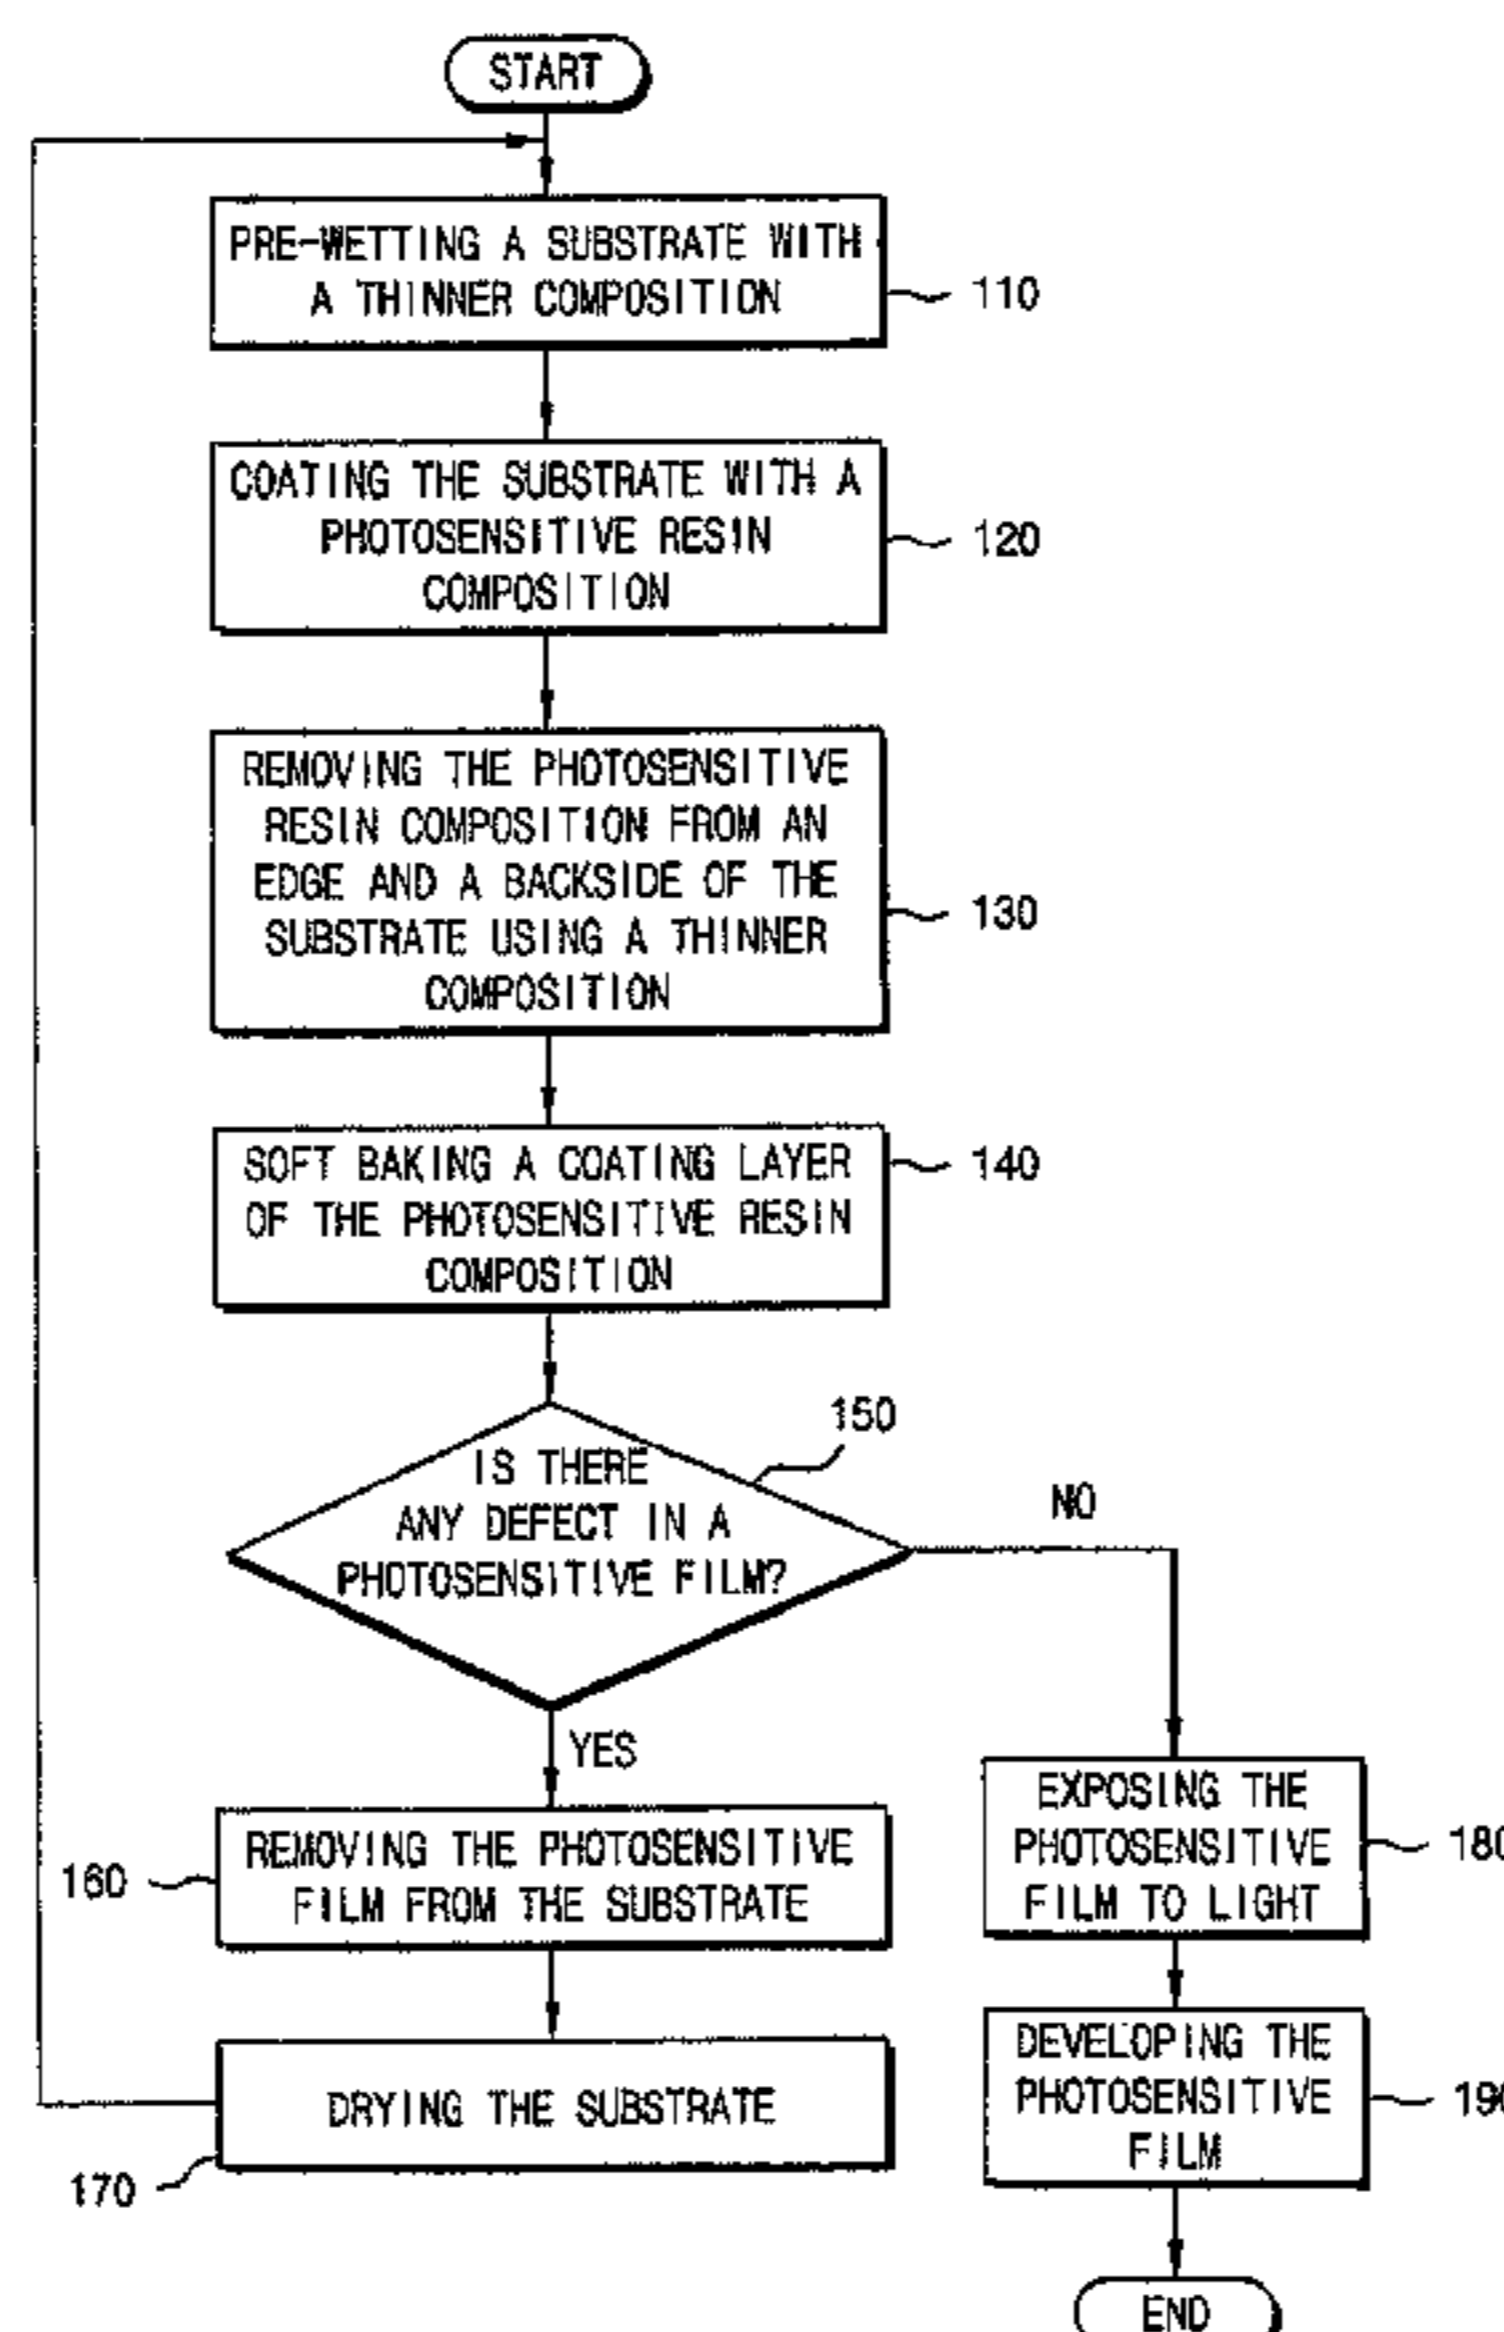 START
PRE-WETTING A SUBSTRATE WITH
A THINNER COMPOSITION
110
COATING THE SUBSTRATE WITH A
PHOTOSENSITIVE RESIN
COMPOSITION
120
REMOVING THE PHOTOSENSITIVE
RESIN COMPOSITION FROM AN
EDGE AND A BACKSIDE OF THE
SUBSTRATE USING A THINNER
COMPOSITION
130
SOFT BAKING A COATING LAYER
OF THE PHOTOSENSITIVE RESIN
COMPOSITION
140
IS THERE
ANY DEFECT IN A
PHOTOSENSITIVE FILM?
150
NO
YES
REMOVING THE PHOTOSENSITIVE
FILM FROM THE SUBSTRATE
160
DRYING THE SUBSTRATE
170
EXPOSING THE
PHOTOSENSITIVE
FILM TO LIGHT
180
DEVELOPING THE
PHOTOSENSITIVE
FILM
190
END